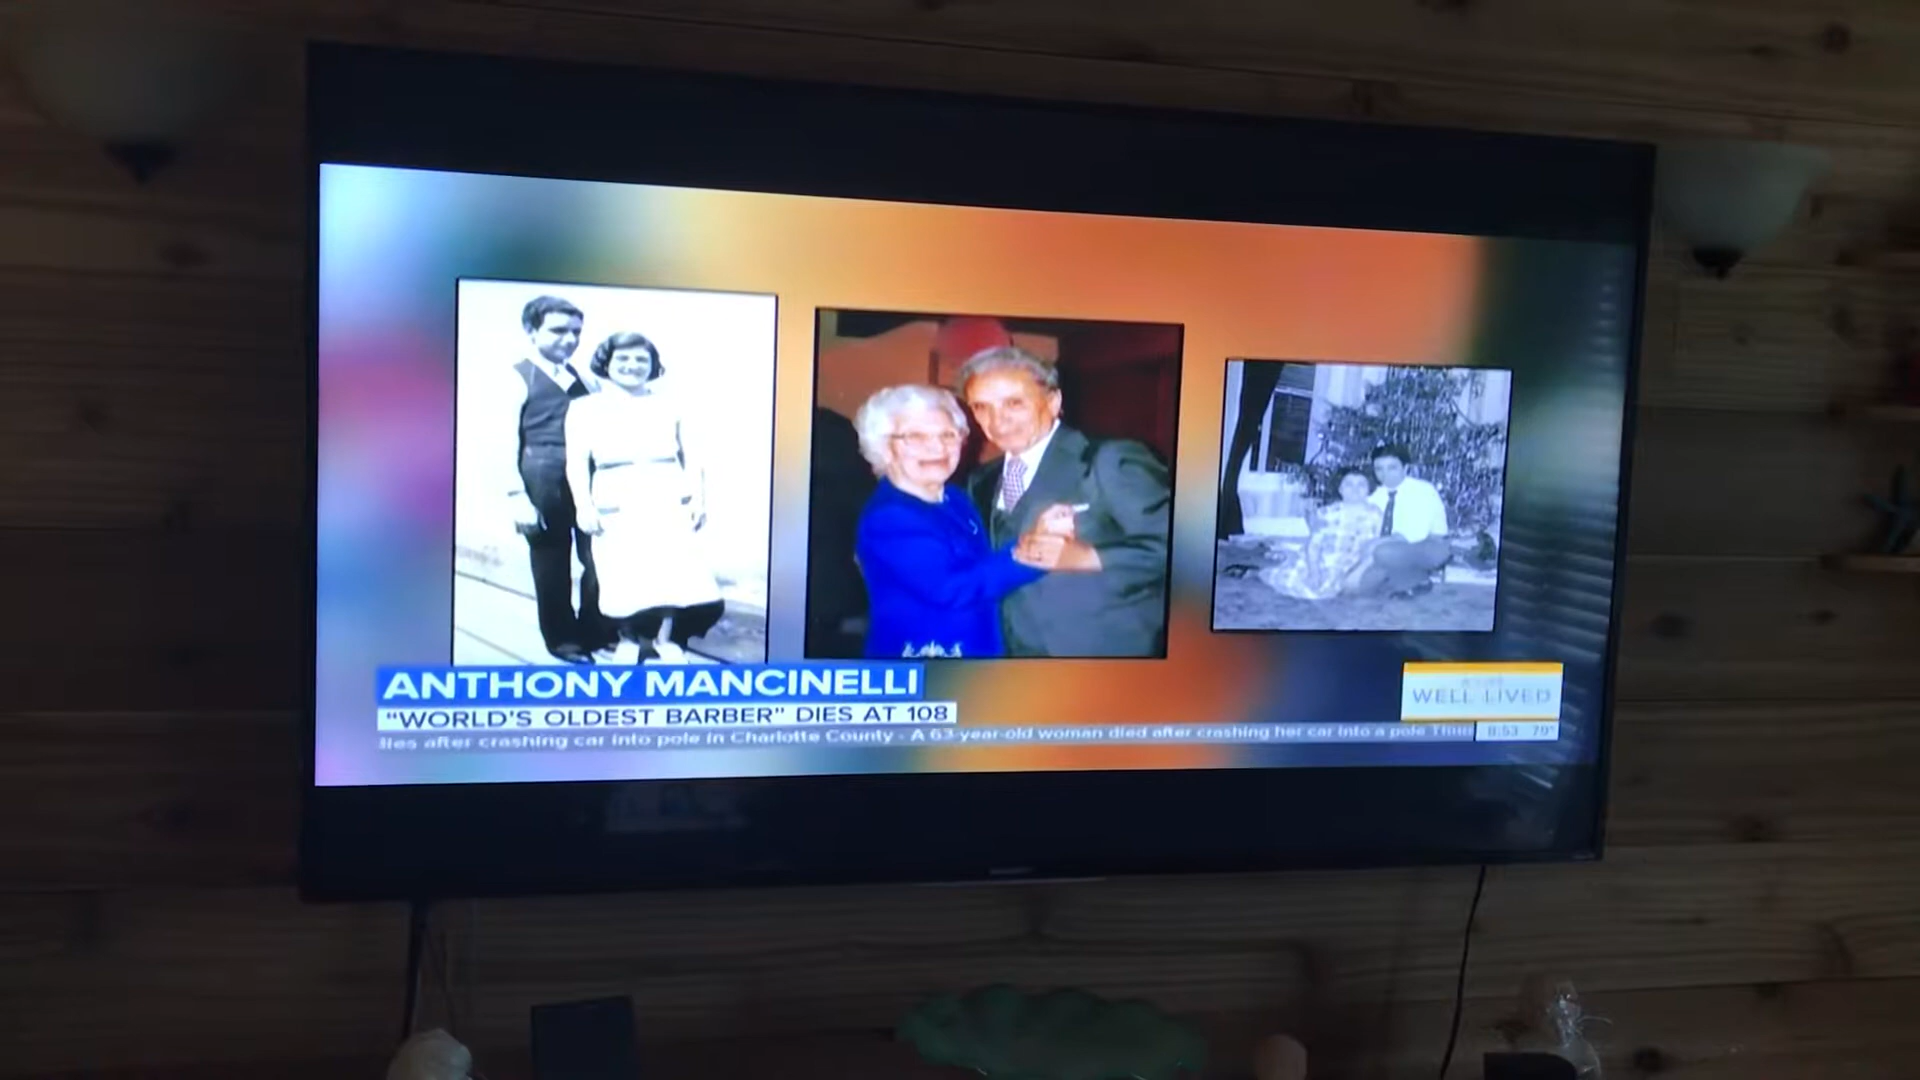 ANTHONY MANCINELLI
"WORLD'S OLDEST BARBER" DIES AT 108
WELL LIVED
after crashing car into pole in Charlotte County - A 63-year-old woman died after crashing her car into a pole
8:53 79°